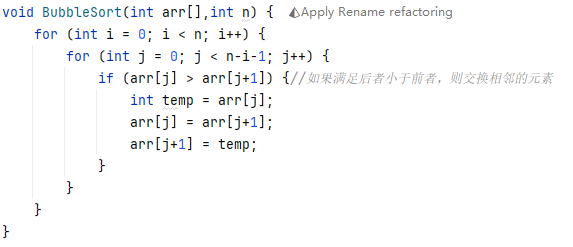 void BubbleSort(int arr[],int n) { Apply Rename refactoring
    for (int i = 0; i < n; i++) {
        for (int j = 0; j < n-i-1; j++) {
            if (arr[j] > arr[j+1]) {//如果满足后者小于前者，则交换相邻的元素
                int temp = arr[j];
                arr[j] = arr[j+1];
                arr[j+1] = temp;
            }
        }
    }
}